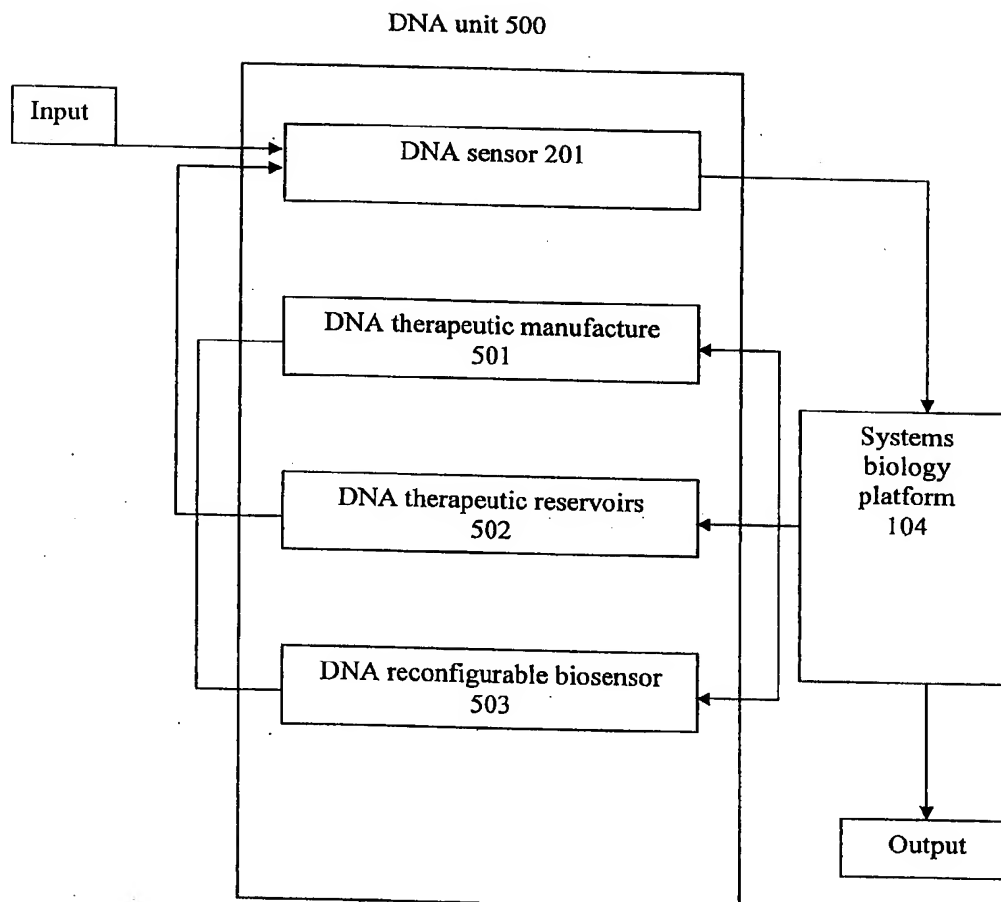 DNA unit 500
Input
DNA sensor 201
DNA therapeutic manufacture
501
Systems
biology
platform
104
DNA therapeutic reservoirs
502
DNA reconfigurable biosensor
503
Output